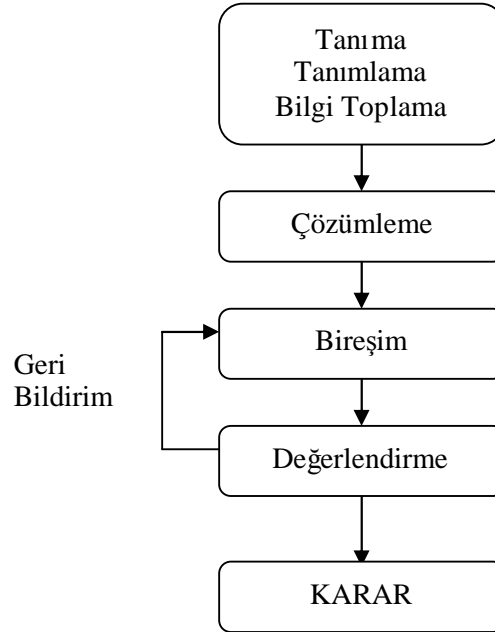 Tanıma
Tanımlama
Bilgi Toplama
Çözümleme
Bireşim
Geri
Bildirim
Değerlendirme
KARAR